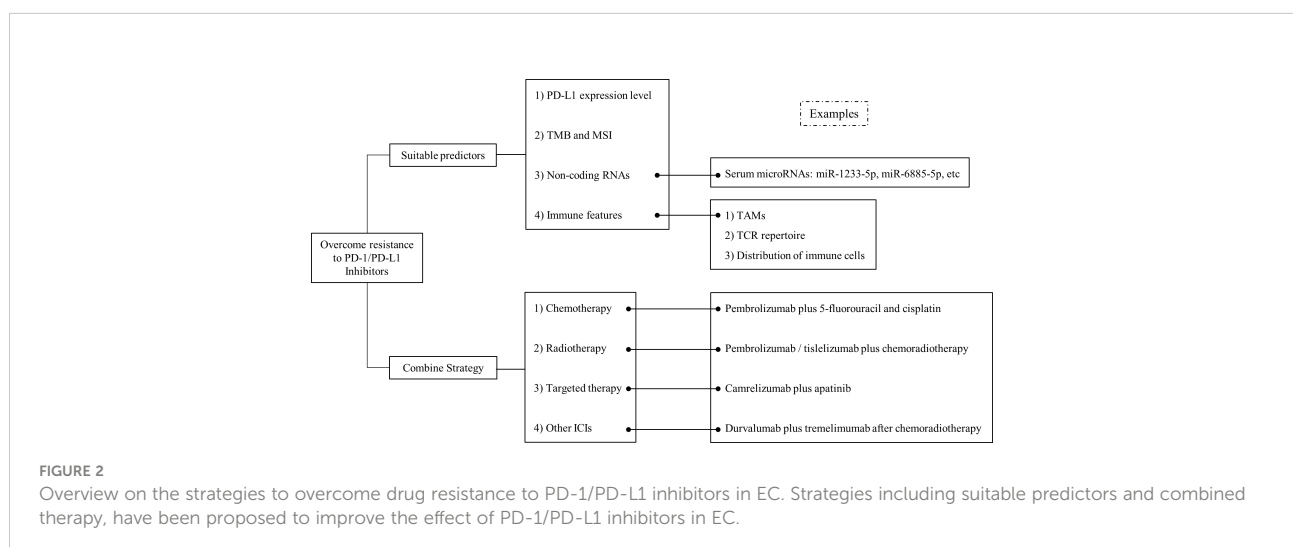 Examples
1) PD-L1 expression level
2) TMB and MSI
Suitable predictors
3) Non-coding RNAs
Serum microRNAs: miR-1233-5p, miR-6885-5p, etc
4) Immune features
1) TAMs
2) TCR repertoire
3) Distribution of immune cells
Overcome resistance
to PD-1/PD-L1
Inhibitors
1) Chemotherapy
Pembrolizumab plus 5-fluorouracil and cisplatin
2) Radiotherapy
Pembrolizumab / tislelizumab plus chemoradiotherapy
Combine Strategy
3) Targeted therapy
Camrelizumab plus apatinib
4) Other ICIs
Durvalumab plus tremelimumab after chemoradiotherapy
FIGURE 2
Overview on the strategies to overcome drug resistance to PD-1/PD-L1 inhibitors in EC. Strategies including suitable predictors and combined
therapy, have been proposed to improve the effect of PD-1/PD-L1 inhibitors in EC.